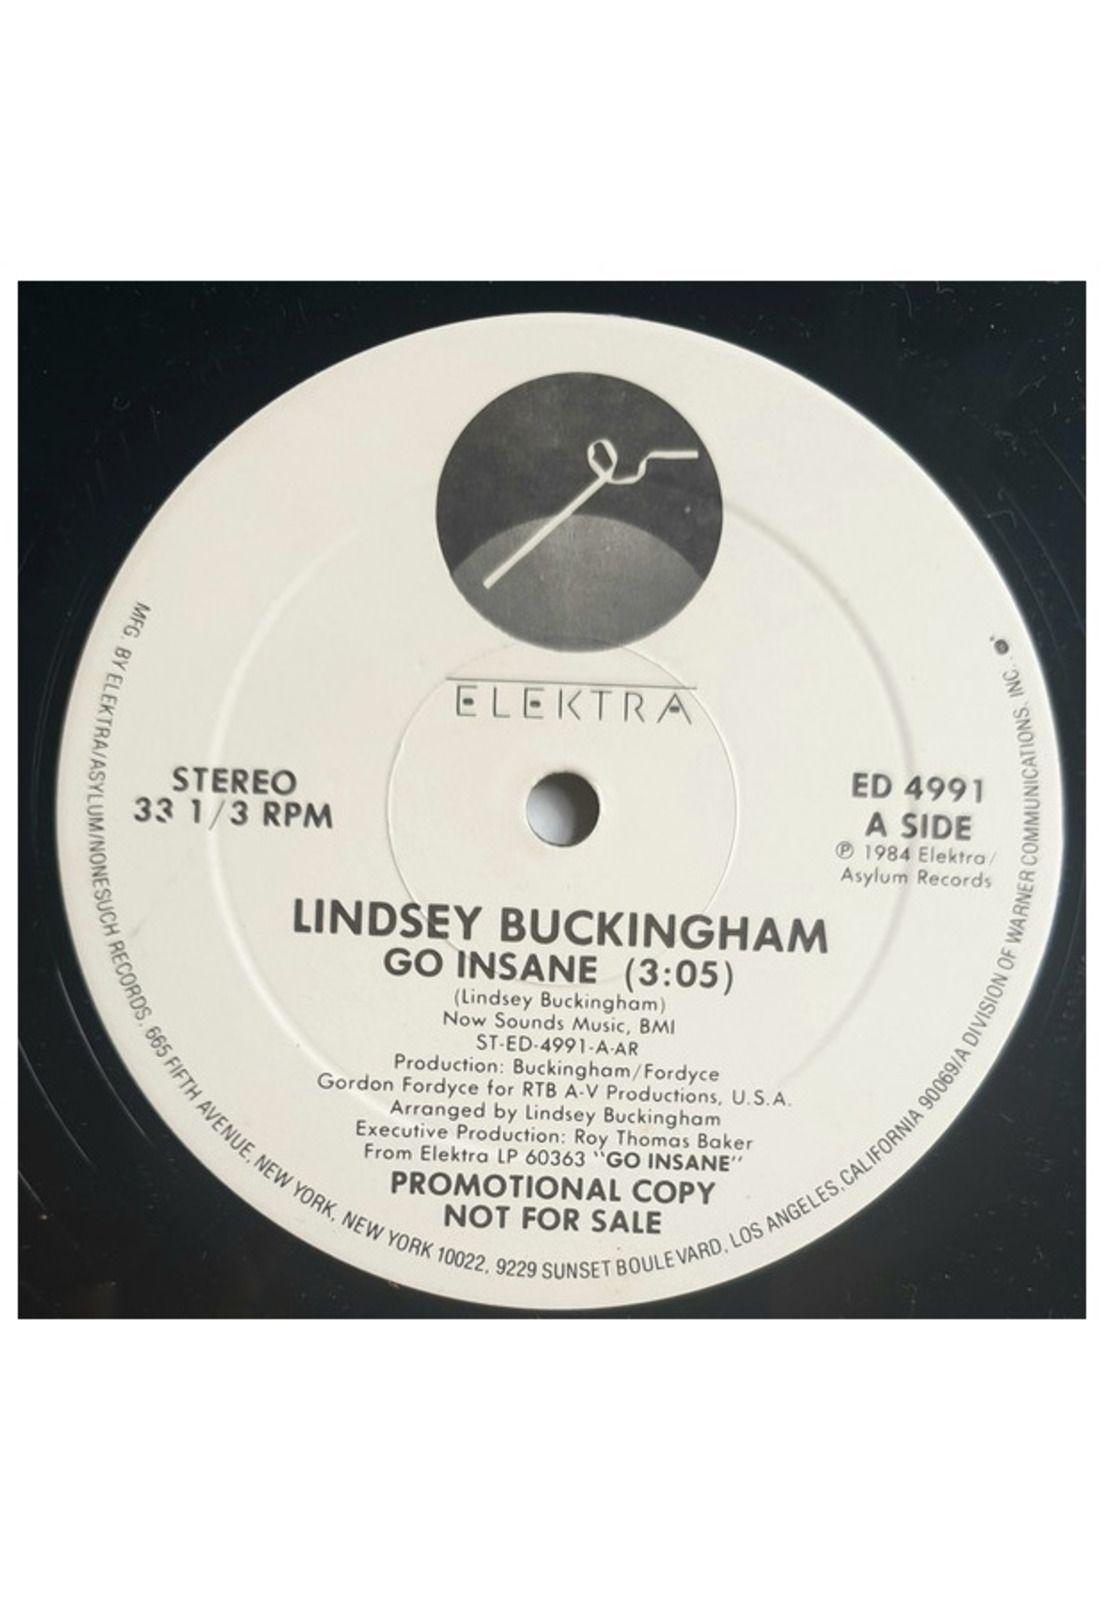 ELEKTRA
STEREO
33 1/3 RPM
ED 4991
A SIDE
℗ 1984 Elektra/
Asylum Records
LINDSEY BUCKINGHAM
GO INSANE (3:05)
(Lindsey Buckingham)
Now Sounds Music, BMI
ST-ED-4991-A-AR
Production: Buckingham/Fordyce
Gordon Fordyce for RTB A-V Productions, U.S.A.
Arranged by Lindsey Buckingham
Executive Production: Roy Thomas Baker
From Elektra LP 60363 "GO INSANE"
PROMOTIONAL COPY
NOT FOR SALE
MFG. BY ELEKTRA/ASYLUM/NONESUCH RECORDS. 665 FIFTH AVENUE, NEW YORK, NEW YORK 10022. 9229 SUNSET BOULEVARD, LOS ANGELES, CALIFORNIA 90069/A DIVISION OF WARNER COMMUNICATIONS. INC.